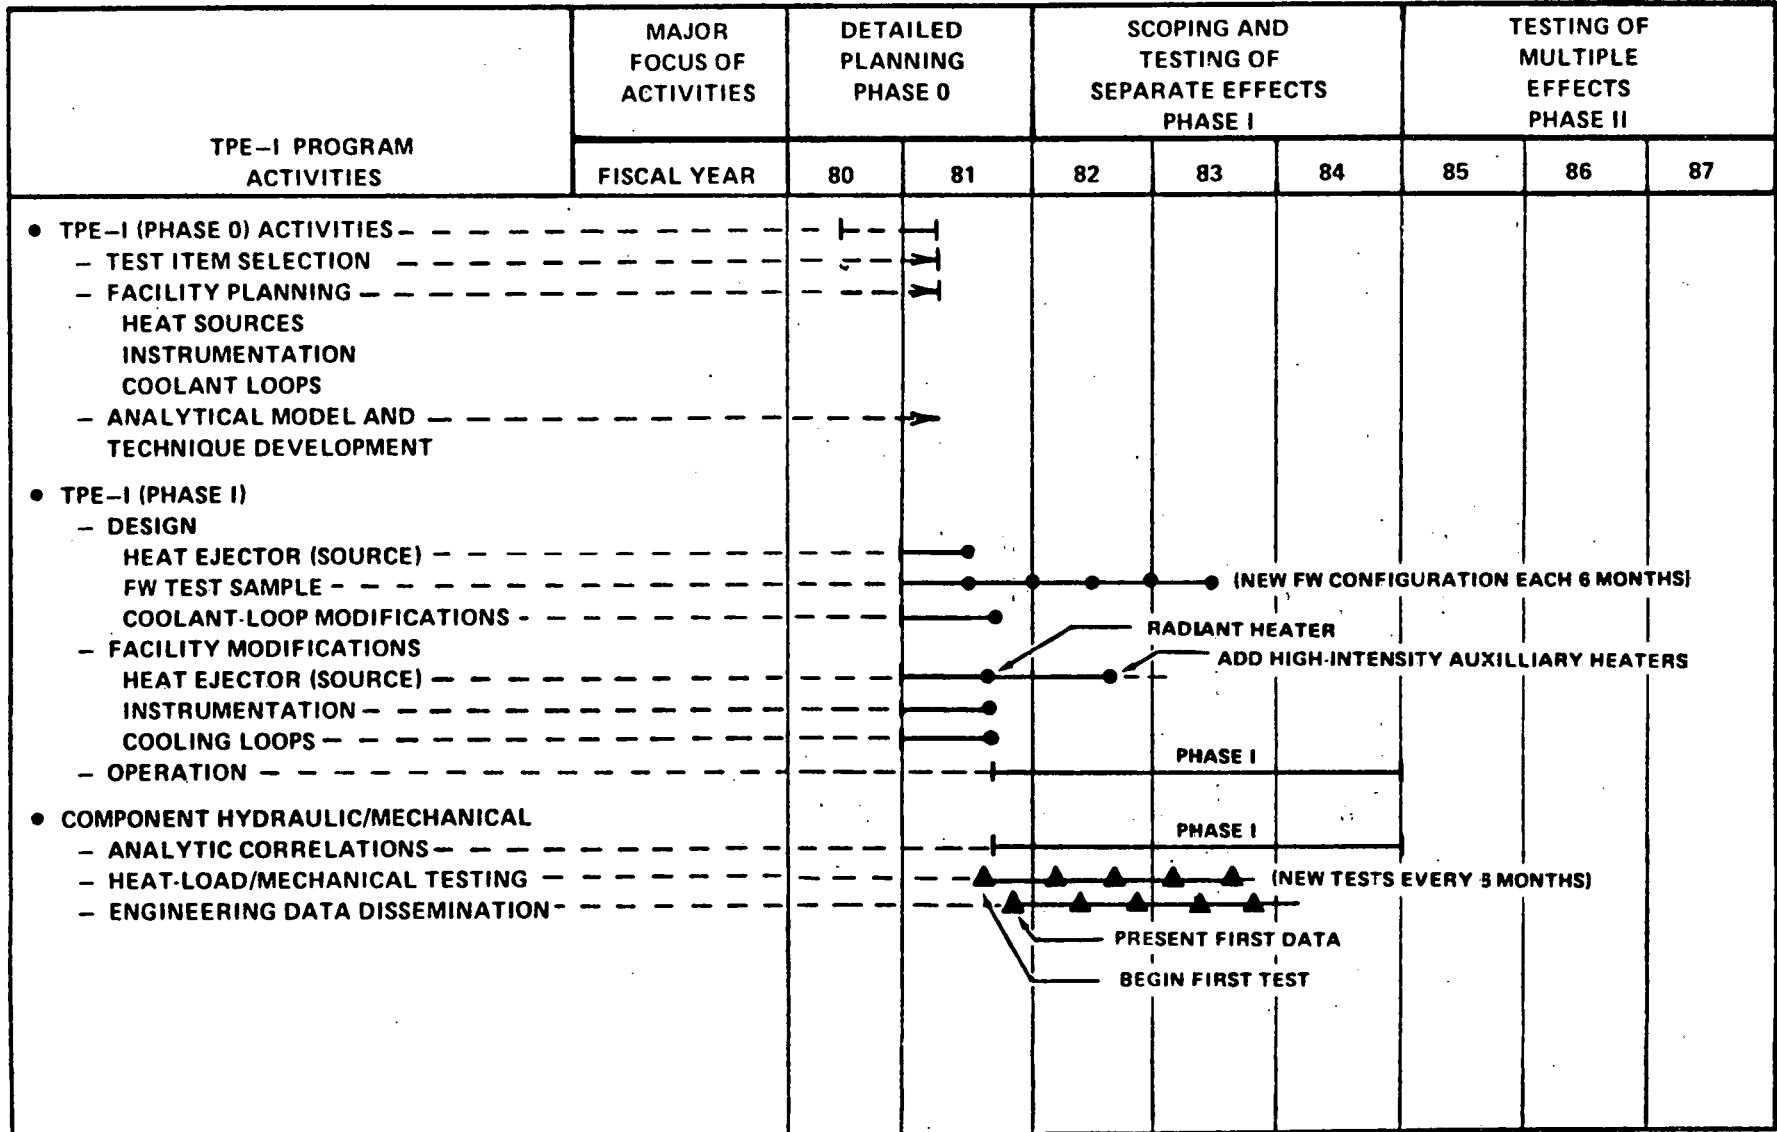 TPE-I PROGRAM
ACTIVITIES
MAJOR
FOCUS OF
ACTIVITIES
FISCAL YEAR
DETAILED
PLANNING
PHASE 0
SCOPING AND
TESTING OF
SEPARATE EFFECTS
PHASE I
TESTING OF
MULTIPLE
EFFECTS
PHASE II
80 81 82 83 84 85 86 87
• TPE-I (PHASE 0) ACTIVITIES
– TEST ITEM SELECTION
– FACILITY PLANNING
HEAT SOURCES
INSTRUMENTATION
COOLANT LOOPS
– ANALYTICAL MODEL AND
TECHNIQUE DEVELOPMENT
• TPE-I (PHASE I)
– DESIGN
HEAT EJECTOR (SOURCE)
FW TEST SAMPLE (NEW FW CONFIGURATION EACH 6 MONTHS)
COOLANT-LOOP MODIFICATIONS
RADIANT HEATER
– FACILITY MODIFICATIONS
ADD HIGH-INTENSITY AUXILLIARY HEATERS
HEAT EJECTOR (SOURCE)
INSTRUMENTATION
COOLING LOOPS
– OPERATION PHASE I
• COMPONENT HYDRAULIC/MECHANICAL
– ANALYTIC CORRELATIONS PHASE I
– HEAT-LOAD/MECHANICAL TESTING (NEW TESTS EVERY MONTHS)
– ENGINEERING DATA DISSEMINATION
PRESENT FIRST DATA
BEGIN FIRST TEST